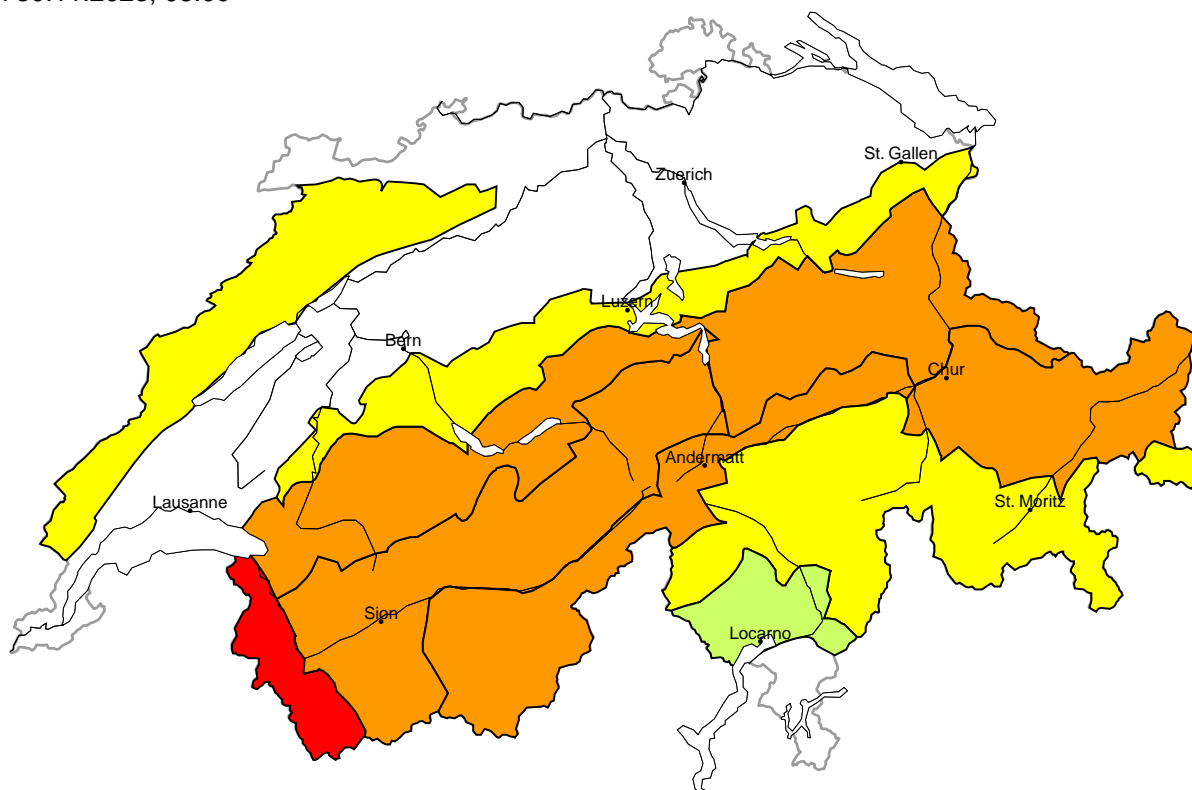 St. Gallen
Zuerich
Luzern
Bern
Chur
Andermatt
Lausanne
St. Moritz
Sion
Locarno